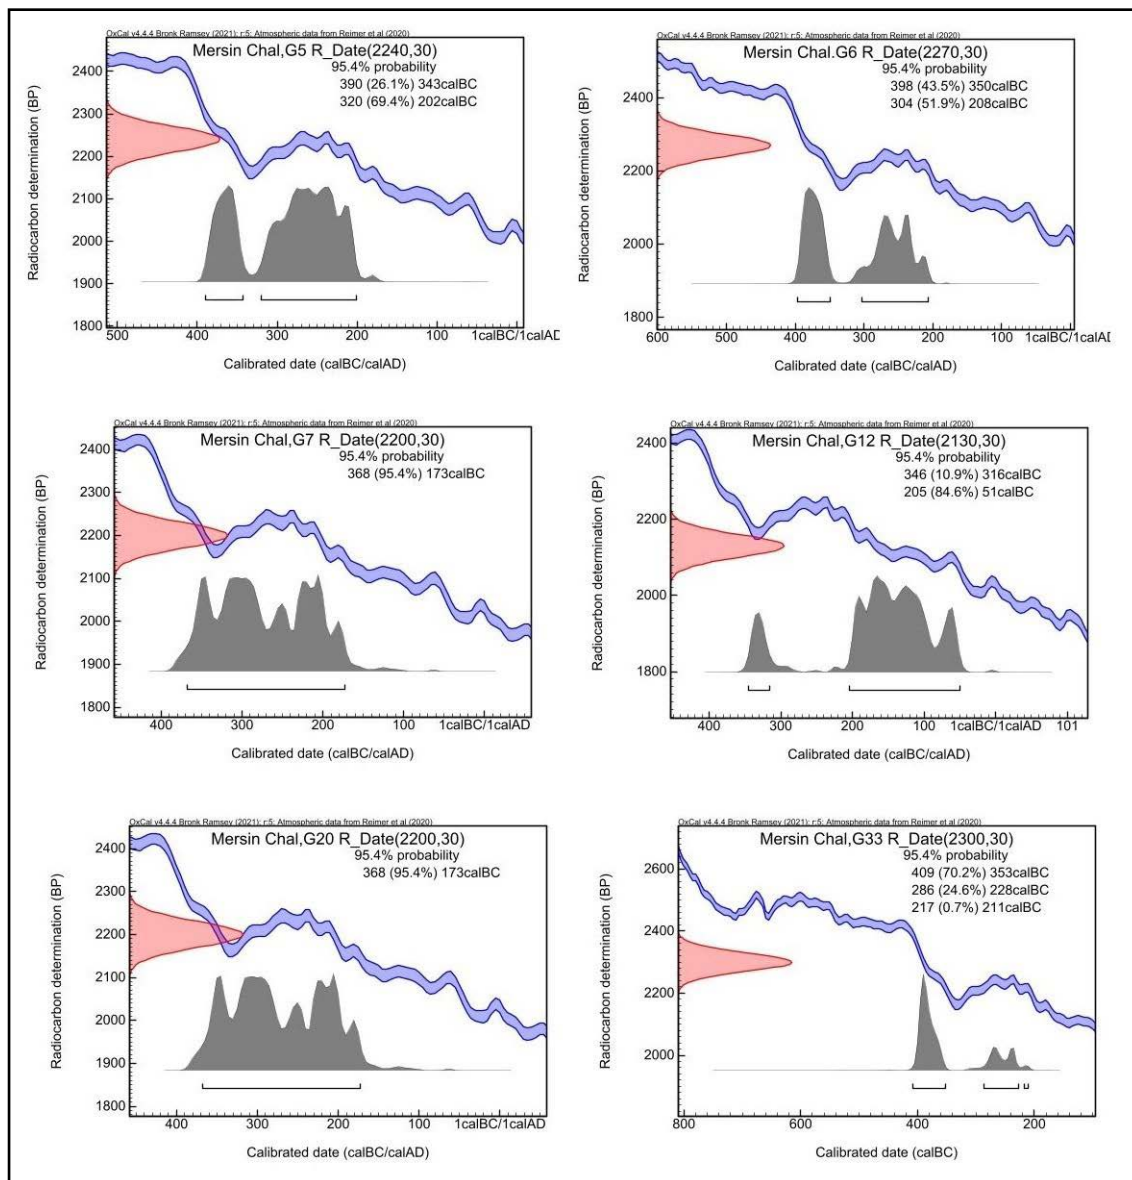 OxCal v4.4.4 Bronk Ramsey (2021); r:5; Atmospheric data from Reimer et al (2020)
Mersin Chal,G5 R_Date(2240,30)
95.4% probability
390 (26.1%) 343calBC
320 (69.4%) 202calBC
Radiocarbon determination (BP)
2400
2300
2200
2100
2000
1900
1800
500 400 300 200 100 1calBC/1calAD
Calibrated date (calBC/calAD)
OxCal v4.4.4 Bronk Ramsey (2021); r:5; Atmospheric data from Reimer et al (2020)
Mersin Chal.G6 R_Date(2270,30)
95.4% probability
398 (43.5%) 350calBC
304 (51.9%) 208calBC
Radiocarbon determination (BP)
2400
2200
2000
1800
600 500 400 300 200 100 1calBC/1cal
Calibrated date (calBC/calAD)
OxCal v4.4.4 Bronk Ramsey (2021); r:5; Atmospheric data from Reimer et al (2020)
Mersin Chal,G7 R_Date(2200,30)
95.4% probability
368 (95.4%) 173calBC
Radiocarbon determination (BP)
2400
2300
2200
2100
2000
1900
1800
400 300 200 100 1calBC/1calAD
Calibrated date (calBC/calAD)
OxCal v4.4.4 Bronk Ramsey (2021); r:5; Atmospheric data from Reimer et al (2020)
Mersin Chal,G12 R_Date(2130,30)
95.4% probability
346 (10.9%) 316calBC
205 (84.6%) 51calBC
Radiocarbon determination (BP)
2400
2200
2000
1800
400 300 200 100 1calBC/1calAD 101
Calibrated date (calBC/calAD)
OxCal v4.4.4 Bronk Ramsey (2021); r:5; Atmospheric data from Reimer et al (2020)
Mersin Chal,G20 R_Date(2200,30)
95.4% probability
368 (95.4%) 173calBC
Radiocarbon determination (BP)
2400
2300
2200
2100
2000
1900
1800
400 300 200 100 1calBC/1calAD
Calibrated date (calBC/calAD)
OxCal v4.4.4 Bronk Ramsey (2021); r:5; Atmospheric data from Reimer et al (2020)
Mersin Chal,G33 R_Date(2300,30)
95.4% probability
409 (70.2%) 353calBC
286 (24.6%) 228calBC
217 (0.7%) 211calBC
Radiocarbon determination (BP)
2600
2400
2200
2000
800 600 400 200
Calibrated date (calBC)